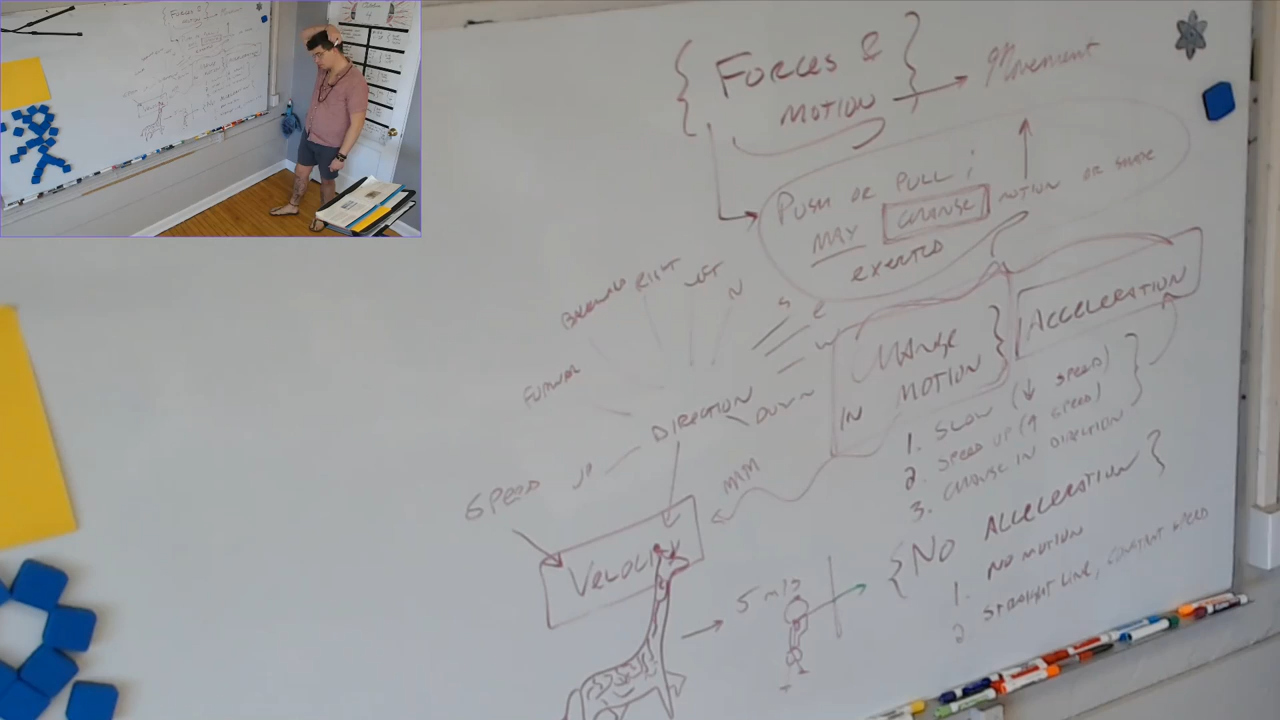 { FORCES &
MOTION } → Movement
PUSH OR PULL;
MAY CHANGE MOTION OR SHAPE
exerted
BACKWARD RIGHT LEFT N S E W
FORWARD
DIRECTION
DOWN
UP
SPEED
VELOCITY
MAM
CHANGE
IN MOTION }
ACCELERATION
1. SLOW (↓ SPEED)
2. SPEED UP (↑ SPEED)
3. CHANGE IN DIRECTION
{ NO ACCELERATION }
1. NO MOTION
2 STRAIGHT LINE, CONSTANT SPEED
→ 5 m/s